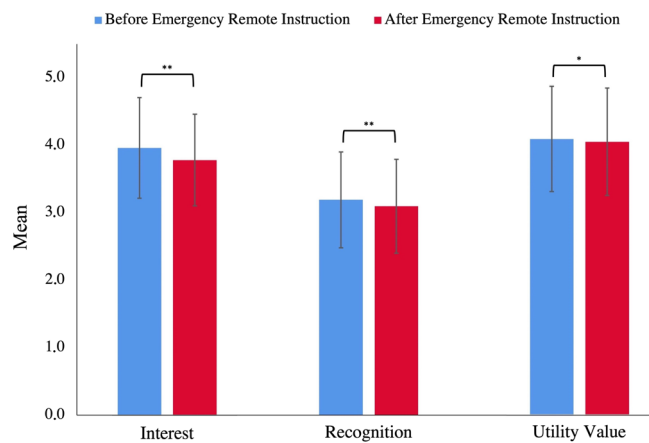 Before Emergency Remote Instruction After Emergency Remote Instruction
** ** *
5.0
4.0
3.0
2.0
1.0
0.0
Mean
Interest Recognition Utility Value